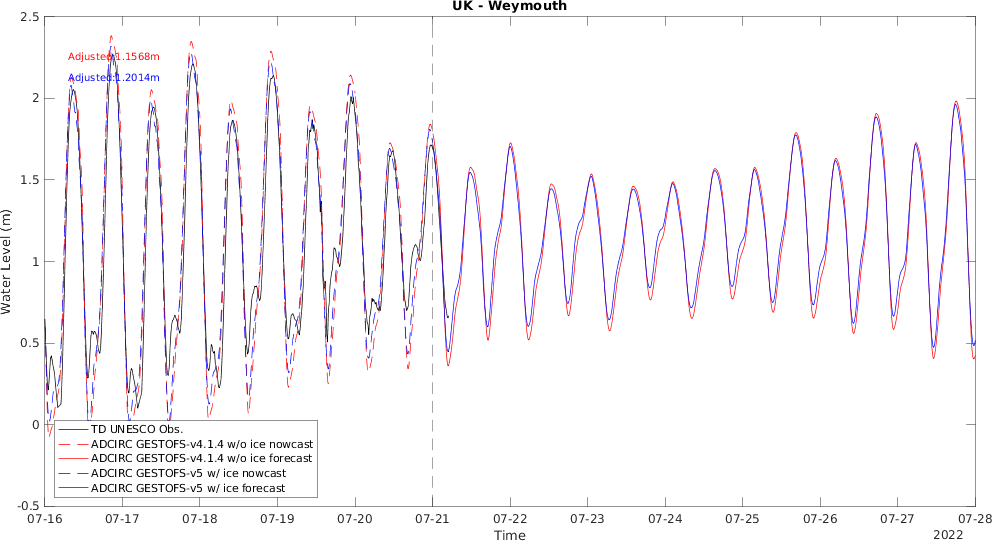 UK - Weymouth
2.5
2
1.5
1
0.5
0
-0.5
Water Level (m)
Adjusted:1.1568m
Adjusted:1.2014m
TD UNESCO Obs.
ADCIRC GESTOFS-v4.1.4 w/o ice nowcast
ADCIRC GESTOFS-v4.1.4 w/o ice forecast
ADCIRC GESTOFS-v5 w/ ice nowcast
ADCIRC GESTOFS-v5 w/ ice forecast
07-16 07-17 07-18 07-19 07-20 07-21 07-22 07-23 07-24 07-25 07-26 07-27 07-28
Time
2022